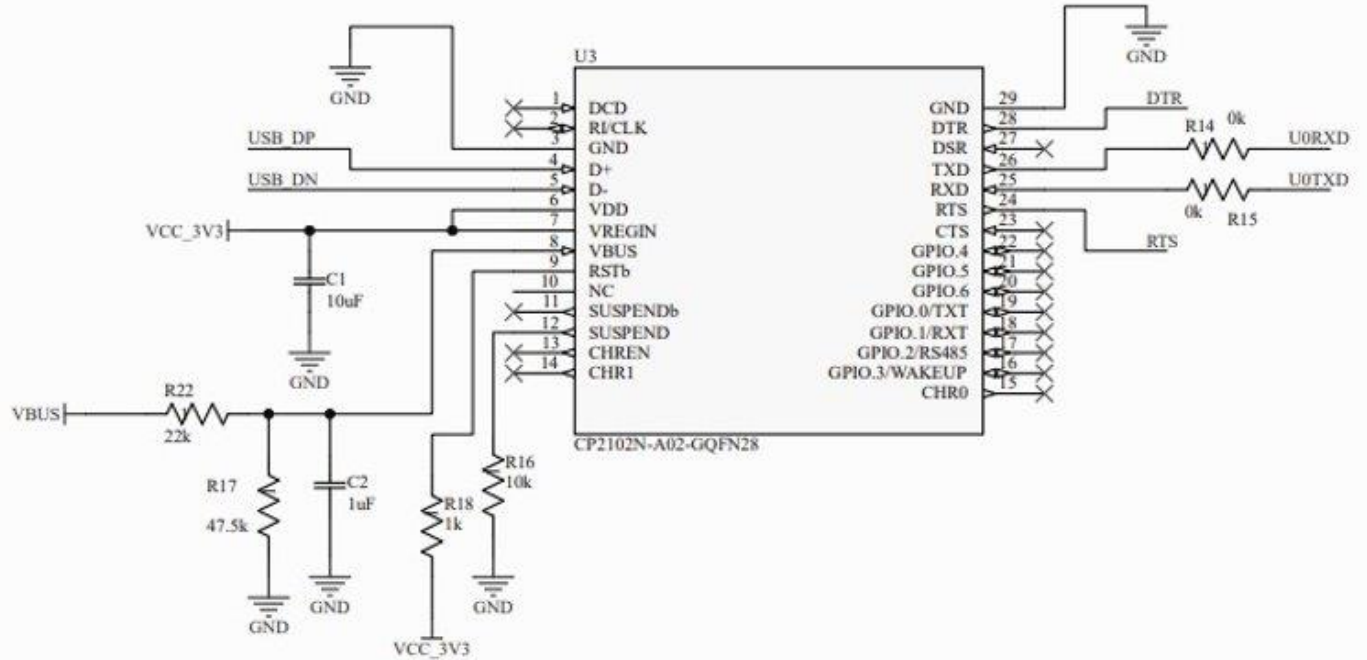 U3
GND
GND
1 DCD
2 RI/CLK
3 GND
4 D+
5 D-
6 VDD
7 VREGIN
8 VBUS
9 RSTb
10 NC
11 SUSPENDb
12 SUSPEND
13 CHREN
14 CHR1
GND 29
DTR 28
DSR 27
TXD 26
RXD 25
RTS 24
CTS 23
GPIO.4 22
GPIO.5
GPIO.6 20
GPIO.0/TXT
GPIO.1/RXT
GPIO.2/RS485
GPIO.3/WAKEUP
CHR0 15
CP2102N-A02-GQFN28
USB_DP
USB_DN
VCC_3V3
C1
10uF
GND
DTR
R14 0k
U0RXD
U0TXD
0k R15
RTS
VBUS
R22
22k
R17
47.5k
GND
C2
1uF
GND
R18
1k
VCC_3V3
R16
10k
GND